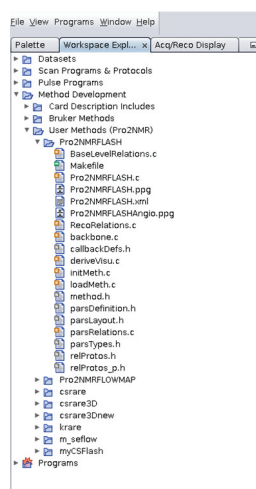 File View Programs Window Help
Palette Workspace Expl... × Acq/Reco Display
Datasets
Scan Programs & Protocols
Pulse Programs
Method Development
Card Description Includes
Bruker Methods
User Methods (Pro2NMR)
Pro2NMRFLASH
BaseLevelRelations.c
Makefile
Pro2NMRFLASH.c
Pro2NMRFLASH.ppg
Pro2NMRFLASH.xml
Pro2NMRFLASHAngio.ppg
RecoRelations.c
backbone.c
callbackDefs.h
deriveVisu.c
initMeth.c
loadMeth.c
method.h
parsDefinition.h
parsLayout.h
parsRelations.c
parsTypes.h
relProtos.h
relProtos_p.h
Pro2NMRFLOWMAP
csrare
csrare3D
csrare3Dnew
krare
m_seflow
myCSFlash
Programs